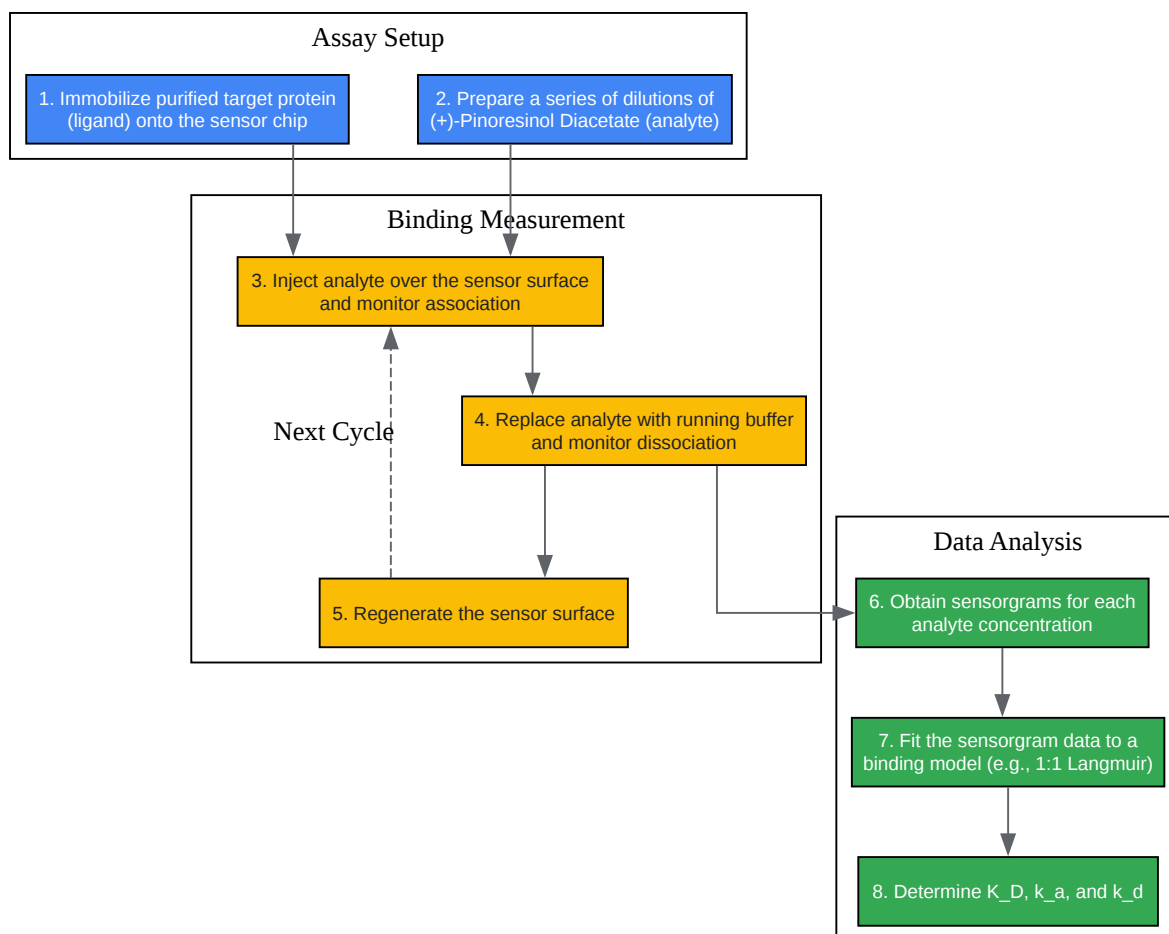 Assay Setup
1. Immobilize purified target protein
(ligand) onto the sensor chip
2. Prepare a series of dilutions of
(+)-Pinoresinol Diacetate (analyte)
Binding Measurement
3. Inject analyte over the sensor surface
and monitor association
4. Replace analyte with running buffer
and monitor dissociation
Next Cycle
5. Regenerate the sensor surface
Data Analysis
6. Obtain sensorgrams for each
analyte concentration
7. Fit the sensorgram data to a
binding model (e.g., 1:1 Langmuir)
8. Determine K_D, k_a, and k_d